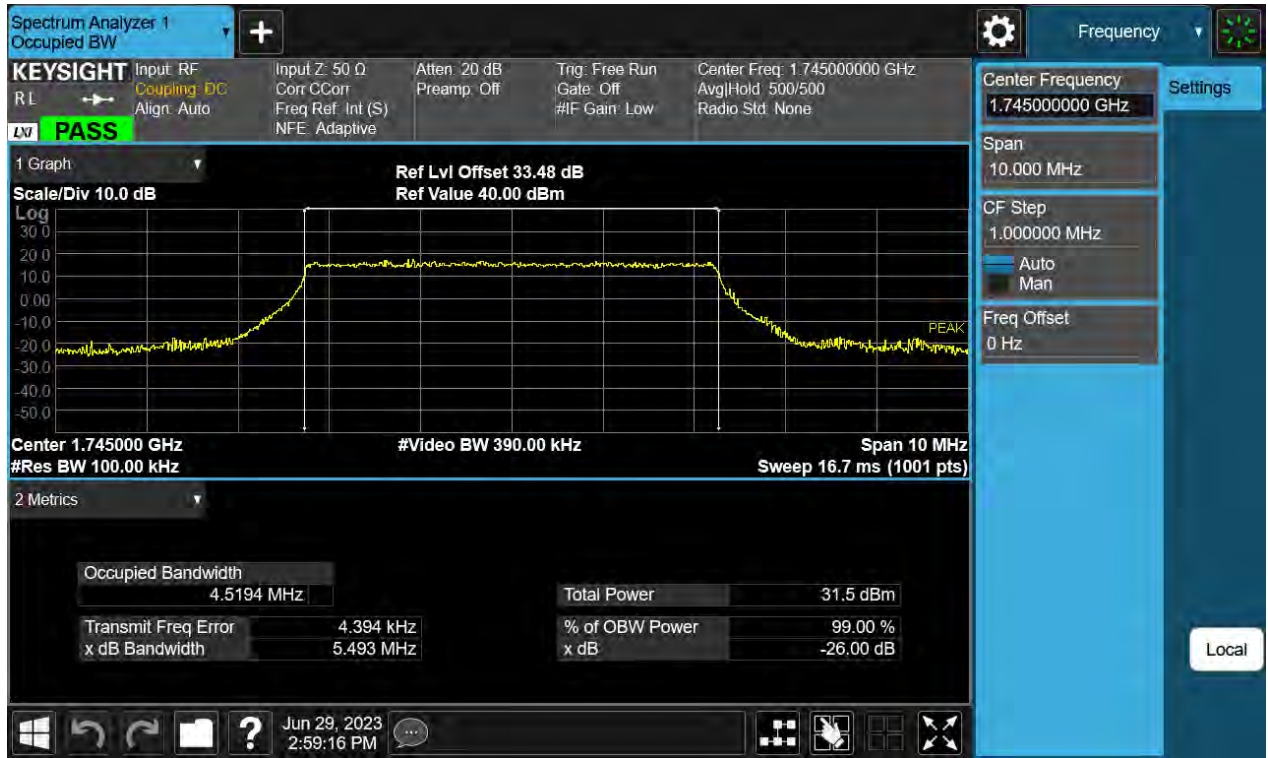 Spectrum Analyzer 1
Occupied BW
+
Frequency
KEYSIGHT
RL
LXI
PASS
Input: RF
Coupling: DC
Align: Auto
Input Z: 50 Ω
Corr CCorr
Freq Ref: Int (S)
NFE: Adaptive
Atten: 20 dB
Preamp: Off
Trig: Free Run
Gate: Off
#IF Gain: Low
Center Freq: 1.745000000 GHz
Avg|Hold: 500/500
Radio Std: None
1 Graph
Scale/Div 10.0 dB
Ref Lvl Offset 33.48 dB
Ref Value 40.00 dBm
Log
30.0
20.0
10.0
0.00
-10.0
-20.0
-30.0
-40.0
-50.0
PEAK
Center 1.745000 GHz
#Video BW 390.00 kHz
Span 10 MHz
#Res BW 100.00 kHz
Sweep 16.7 ms (1001 pts)
2 Metrics
Occupied Bandwidth
4.5194 MHz
Transmit Freq Error 4.394 kHz
x dB Bandwidth 5.493 MHz
Total Power 31.5 dBm
% of OBW Power 99.00 %
x dB -26.00 dB
Center Frequency
1.745000000 GHz
Settings
Span
10.000 MHz
CF Step
1.000000 MHz
Auto
Man
Freq Offset
0 Hz
Local
?
Jun 29, 2023
2:59:16 PM